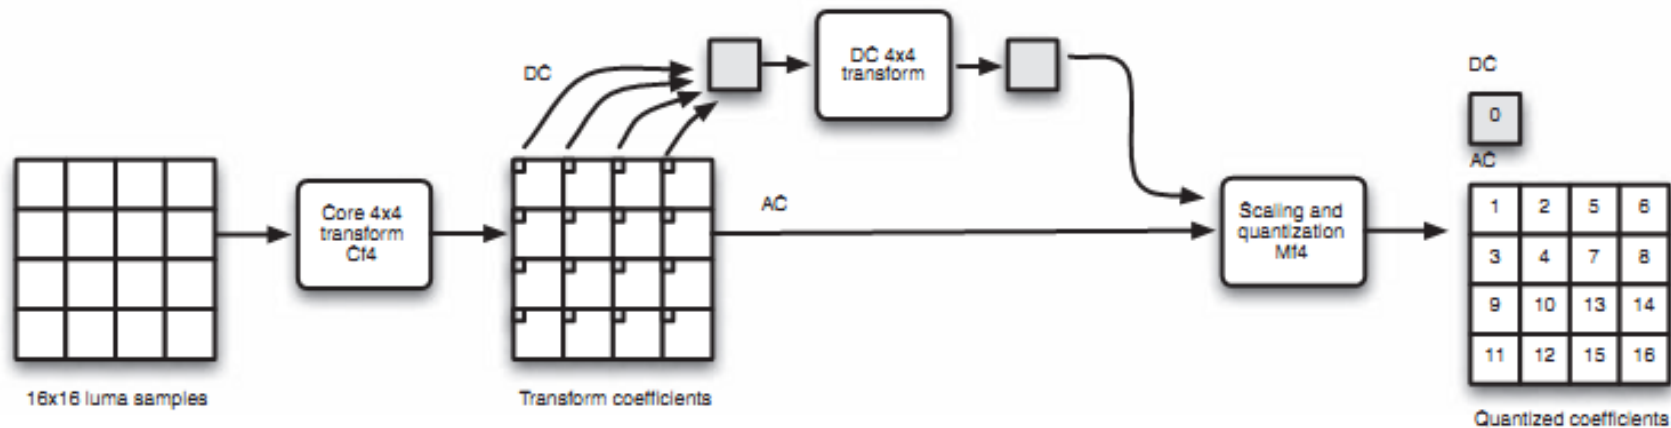 DC
DC 4x4
transform
DC
0
AC
Core 4x4
transform
Cf4
AC
Scaling and
quantization
Mf4
1 2 5 6
3 4 7 8
9 10 13 14
11 12 15 16
16x16 luma samples
Transform coefficients
Quantized coefficients